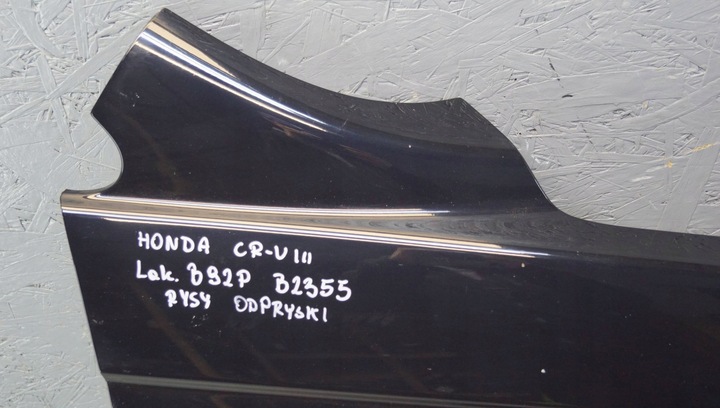 HONDA CR-V III
Lak. B92P B2355
RYSY ODPRYSKI